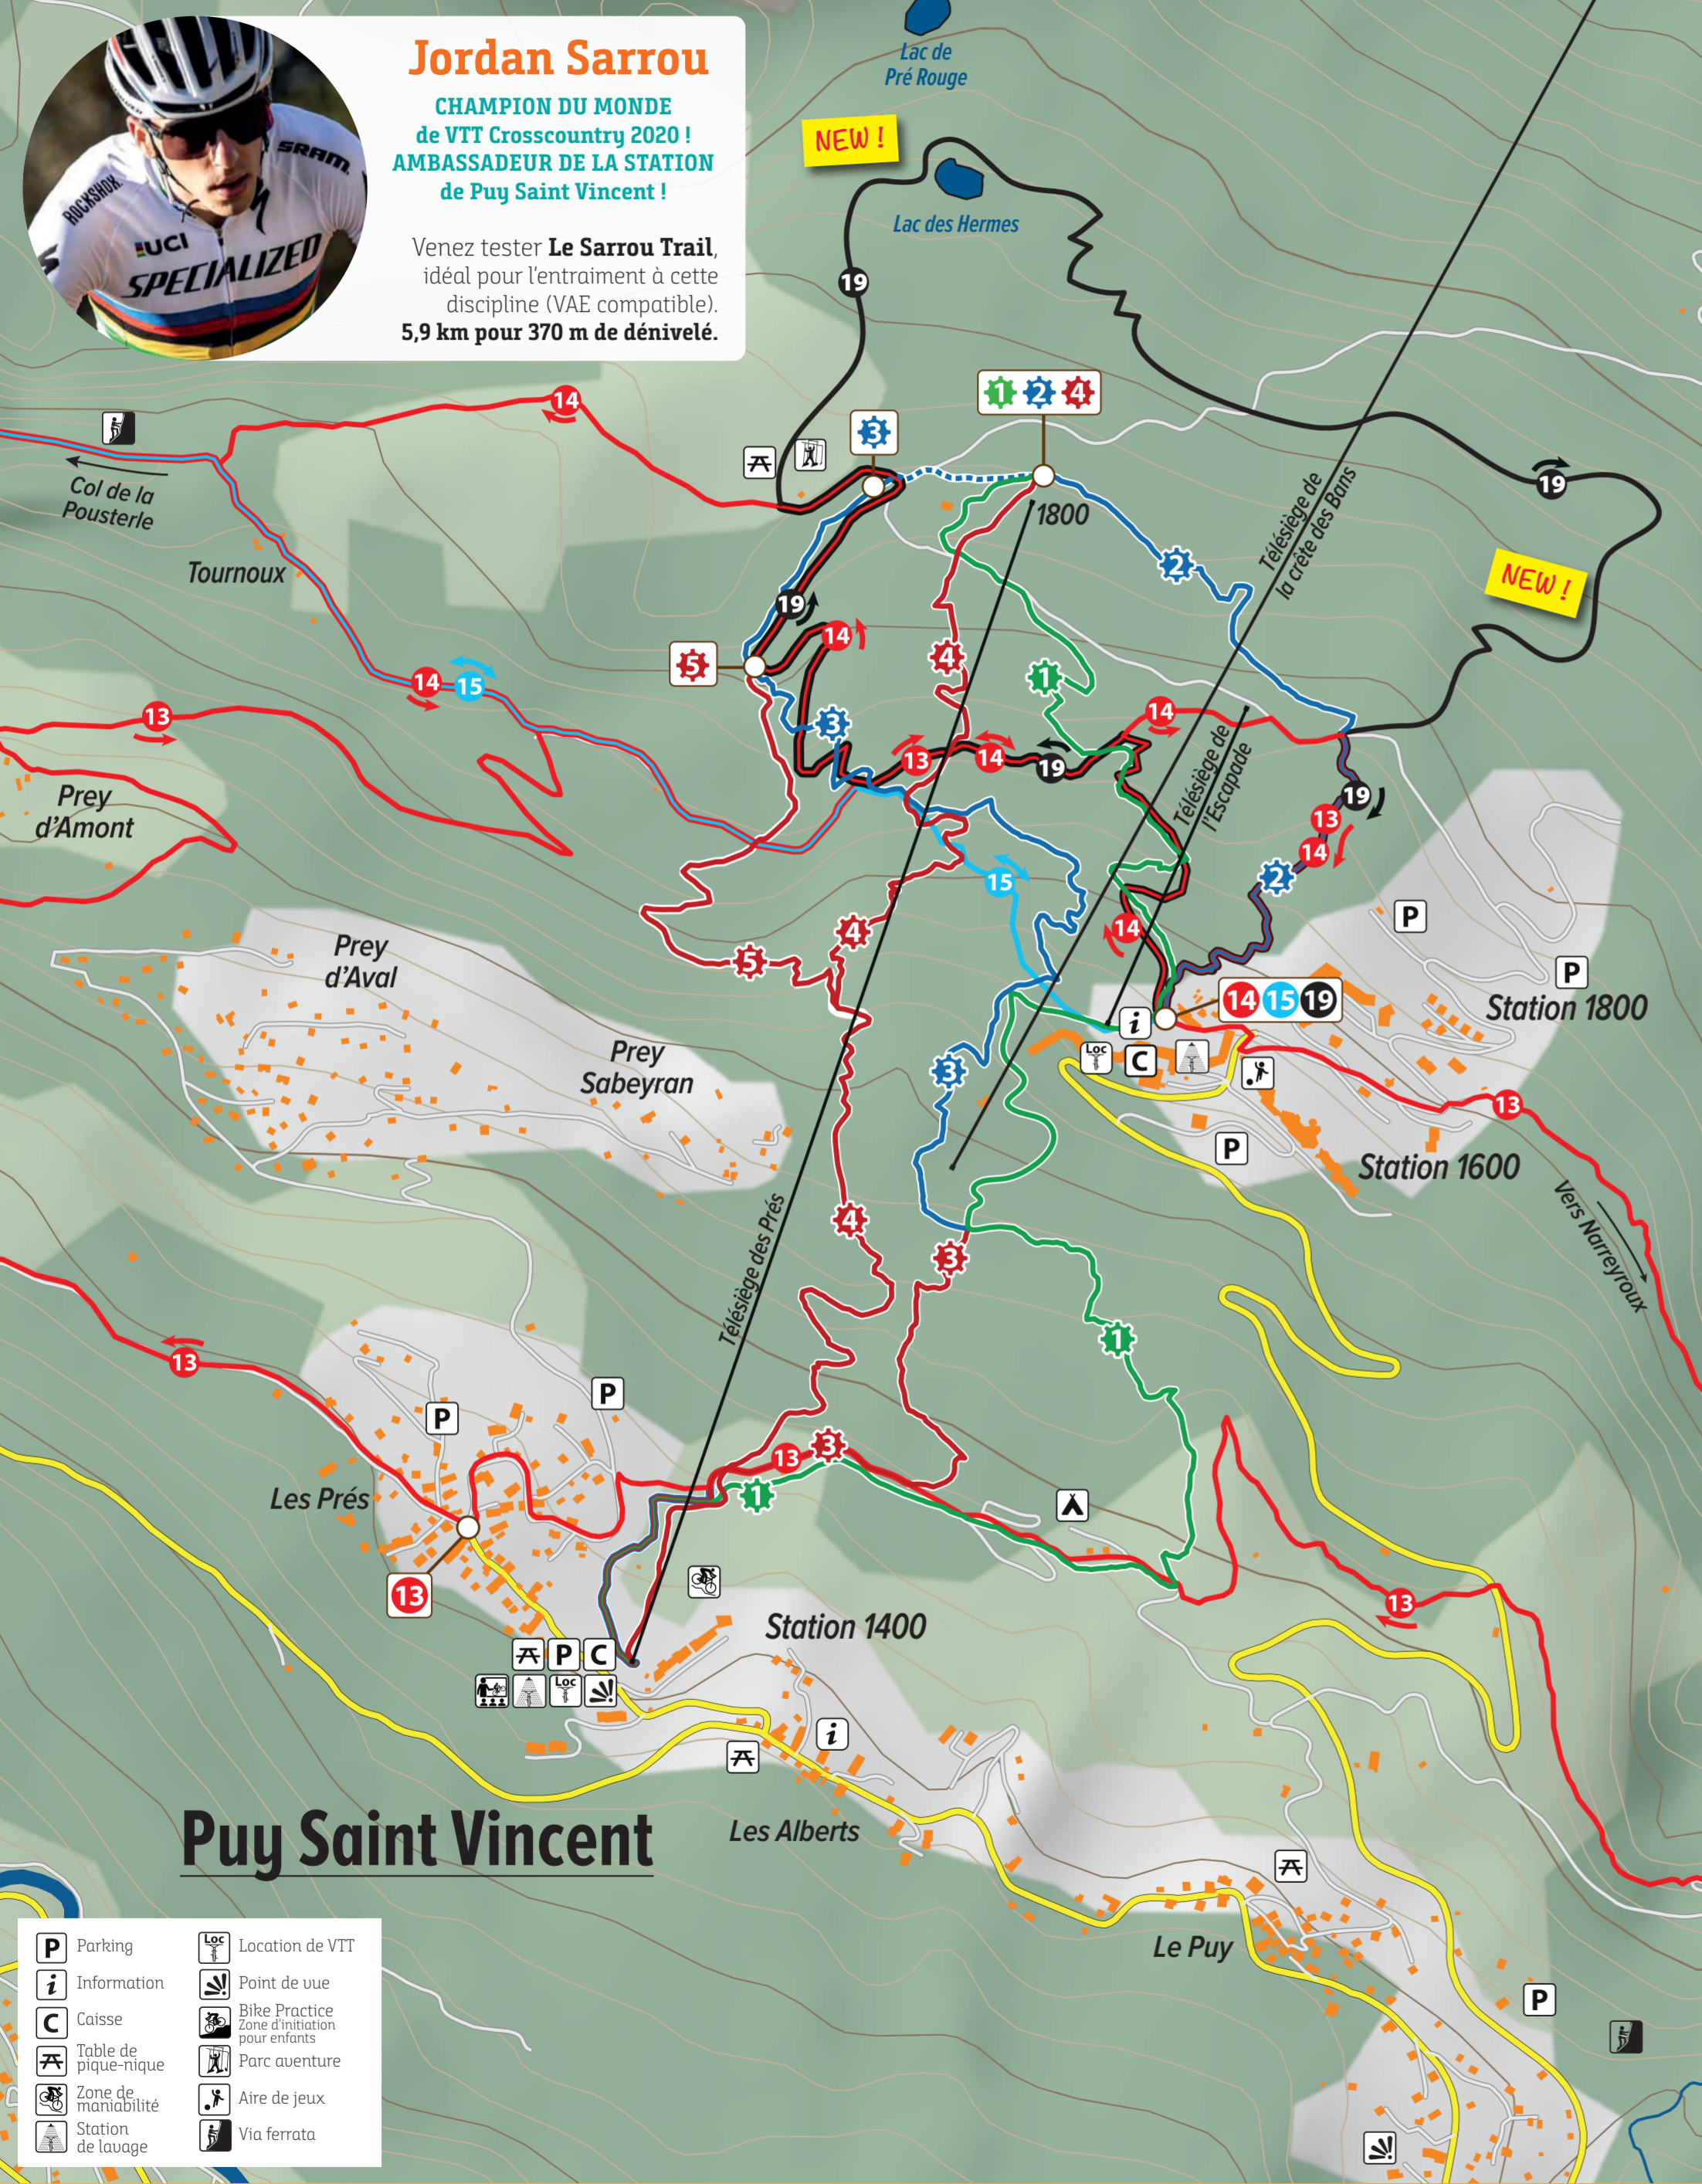 Jordan Sarrou
CHAMPION DU MONDE
de VTT Crosscountry 2020 !
AMBASSADEUR DE LA STATION
de Puy Saint Vincent !
Venez tester Le Sarrou Trail,
idéal pour l'entraiment à cette
discipline (VAE compatible).
5,9 km pour 370 m de dénivelé.
ROCKSHOX
SRAM
UCI
SPECIALIZED
Lac de
Pré Rouge
NEW !
Lac des Hermes
19
14
1 2 4
3
Col de la
Pousterle
1800
19
Télésiège de
la crête des Bans
Tournoux
2
NEW !
19
14
5
4
1
14 15
13
3
14
13
14
19
Télésiège de
l'Escapade
19
13
14
2
Prey
d'Amont
15
P
14
4
5
Prey
d'Aval
P
14 15 19
Station 1800
i
Prey
Sabeyran
Loc
C
3
13
P
Station 1600
4
Vers Narreyroux
3
Télésiège des Prés
1
13
P
P
3
13
1
Les Prés
13
13
Station 1400
P C
Loc
i
Les Alberts
Puy Saint Vincent
Le Puy
P
P Parking
i Information
C Caisse
Table de
pique-nique
Zone de
maniabilité
Station
de lavage
Loc Location de VTT
Point de vue
Bike Practice
Zone d'initiation
pour enfants
Parc aventure
Aire de jeux
Via ferrata